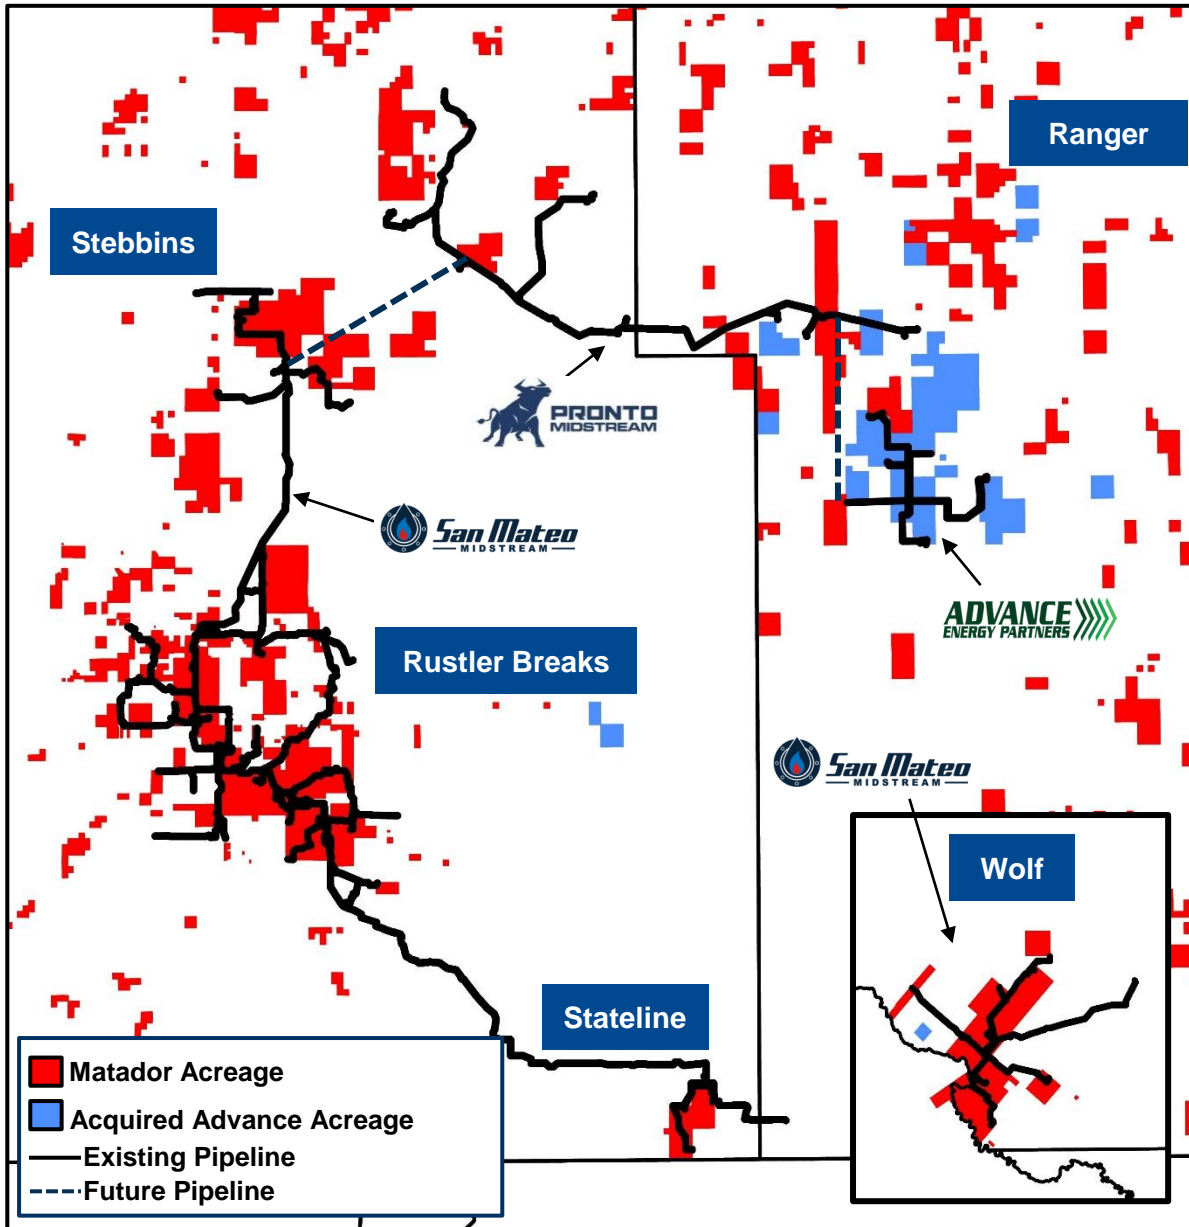 Ranger
Stebbins
PRONTO
MIDSTREAM
San Mateo
MIDSTREAM
ADVANCE
ENERGY PARTNERS
Rustler Breaks
San Mateo
MIDSTREAM
Wolf
Stateline
Matador Acreage
Acquired Advance Acreage
Existing Pipeline
Future Pipeline